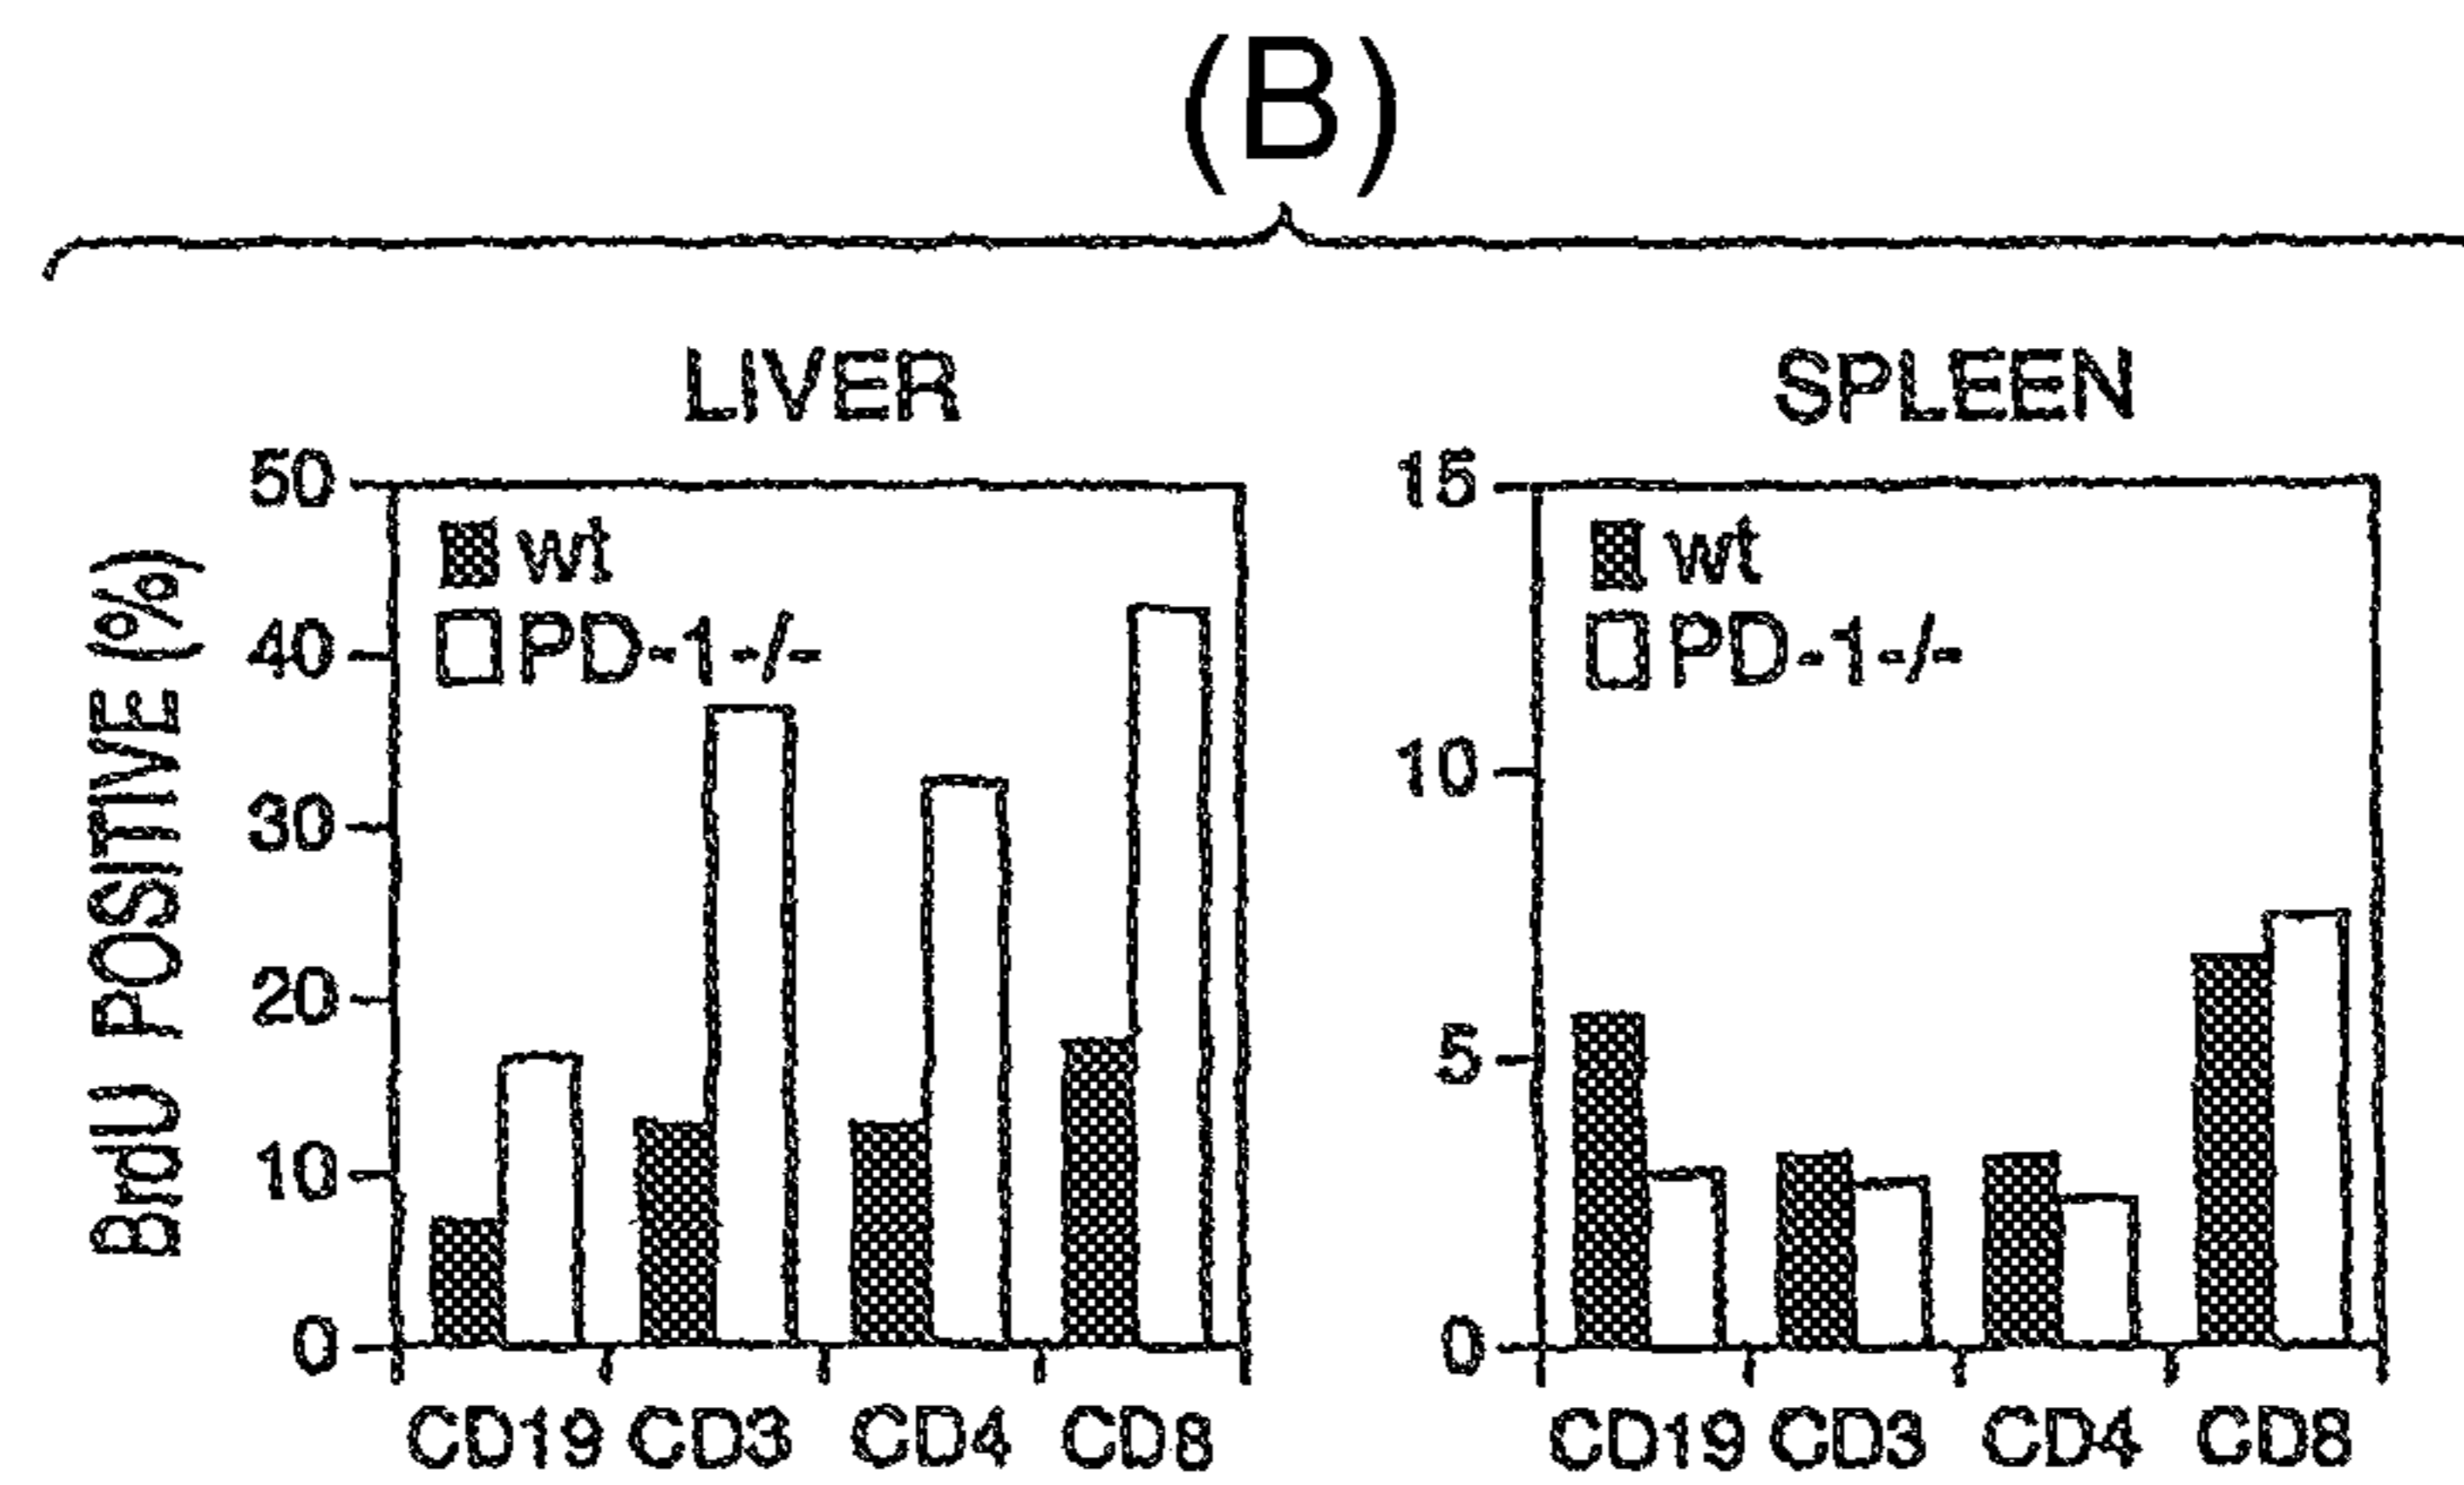 (B)
LIVER
BrdU POSITIVE (%)
50
40
30
20
10
0
wt
PD-1-/-
CD19 CD3 CD4 CD8
SPLEEN
15
10
5
0
wt
PD-1-/-
CD19 CD3 CD4 CD8